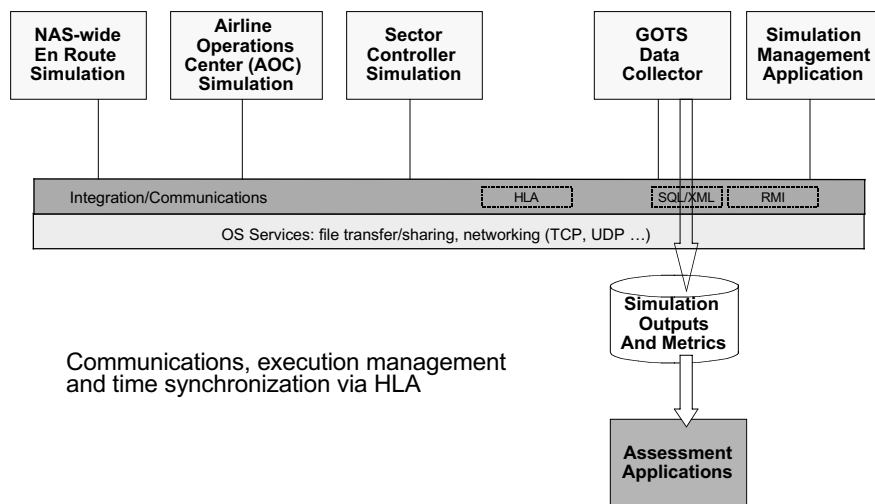 NAS-wide
En Route
Simulation
Airline
Operations
Center (AOC)
Simulation
Sector
Controller
Simulation
GOTS
Data
Collector
Simulation
Management
Application
Integration/Communications
HLA
SQL/XML
RMI
OS Services: file transfer/sharing, networking (TCP, UDP …)
Simulation
Outputs
And Metrics
Communications, execution management
and time synchronization via HLA
Assessment
Applications